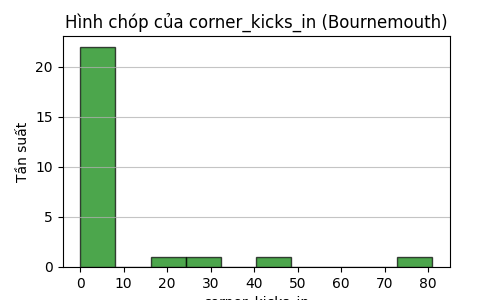 Hình chóp của corner_kicks_in (Bournemouth)
Tần suất
20
15
10
5
0
0 10 20 30 40 50 60 70 80
corner_kicks_in